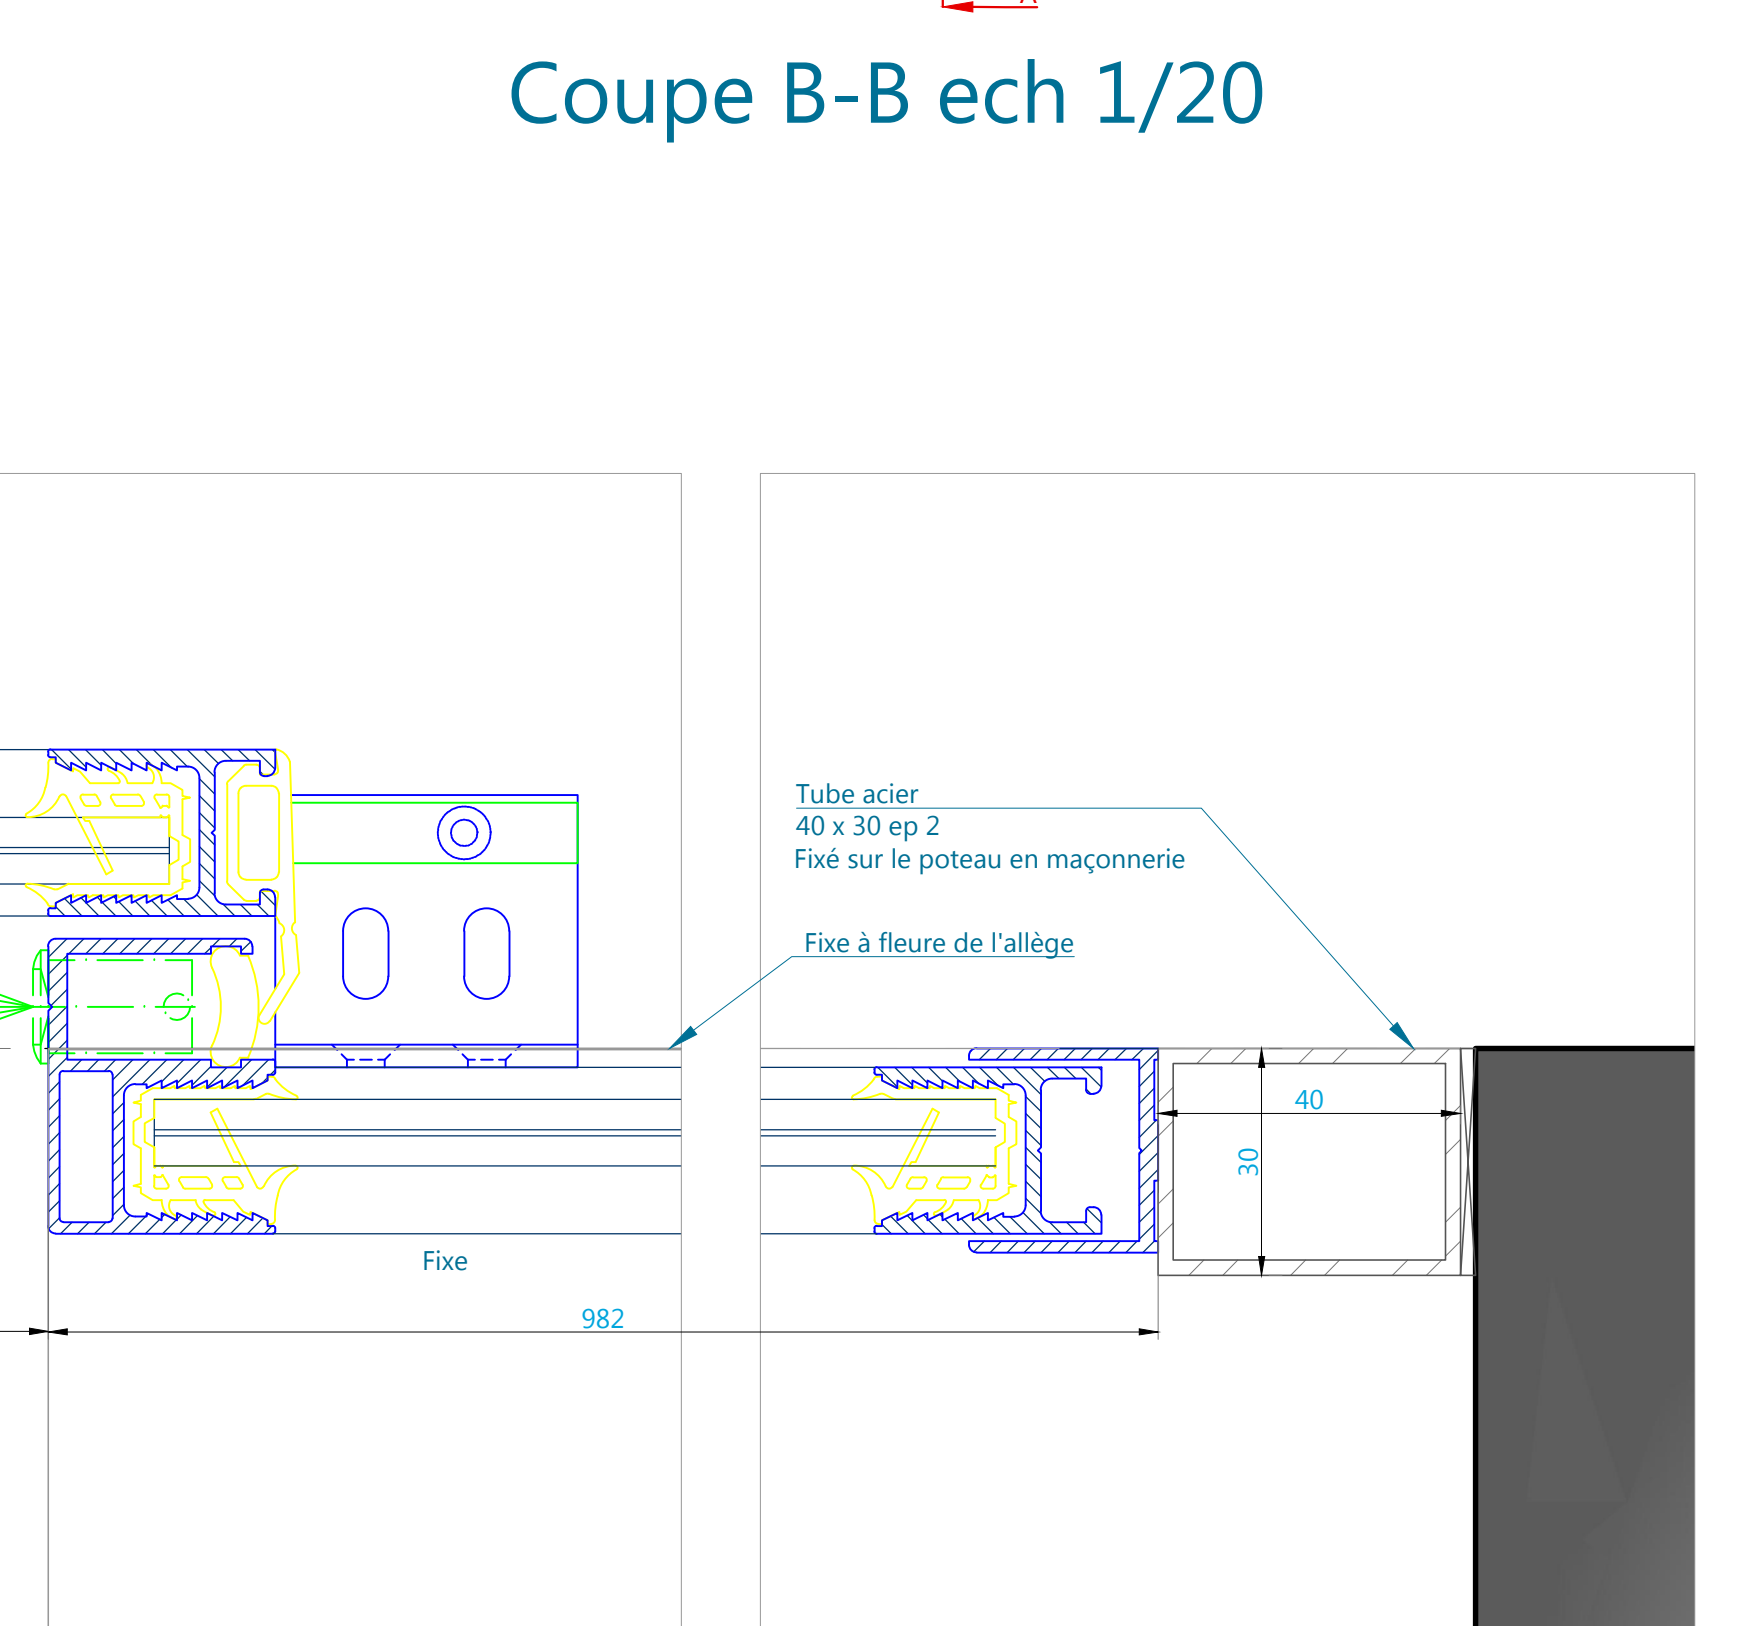 A
Coupe B-B ech 1/20
Tube acier
40 x 30 ep 2
Fixé sur le poteau en maçonnerie
Fixe à fleure de l'allège
40
30
Fixe
982